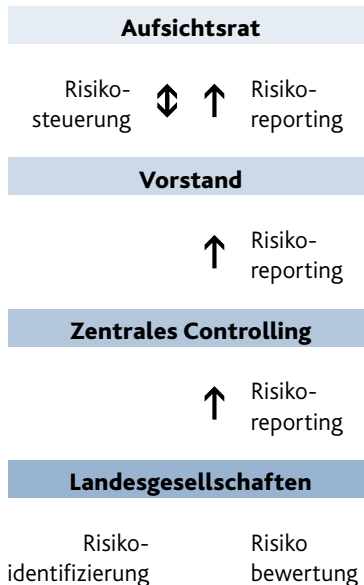 Aufsichtsrat
Risiko-
steuerung
Risiko-
reporting
Vorstand
Risiko-
reporting
Zentrales Controlling
Risiko-
reporting
Landesgesellschaften
Risiko-
identifizierung
Risiko
bewertung